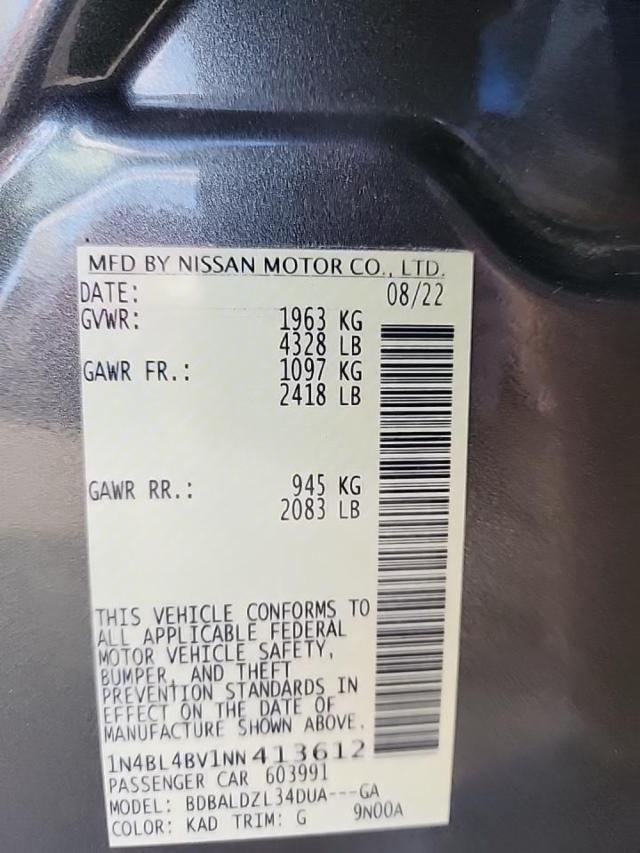 MFD BY NISSAN MOTOR CO., LTD.
DATE: 08/22
GVWR: 1963 KG
4328 LB
GAWR FR.: 1097 KG
2418 LB
GAWR RR.: 945 KG
2083 LB
THIS VEHICLE CONFORMS TO
ALL APPLICABLE FEDERAL
MOTOR VEHICLE SAFETY,
BUMPER, AND THEFT
PREVENTION STANDARDS IN
EFFECT ON THE DATE OF
MANUFACTURE SHOWN ABOVE.
1N4BL4BV1NN413612
PASSENGER CAR 603991
MODEL: BDBALDZL34DUA---GA
COLOR: KAD TRIM: G 9N00A